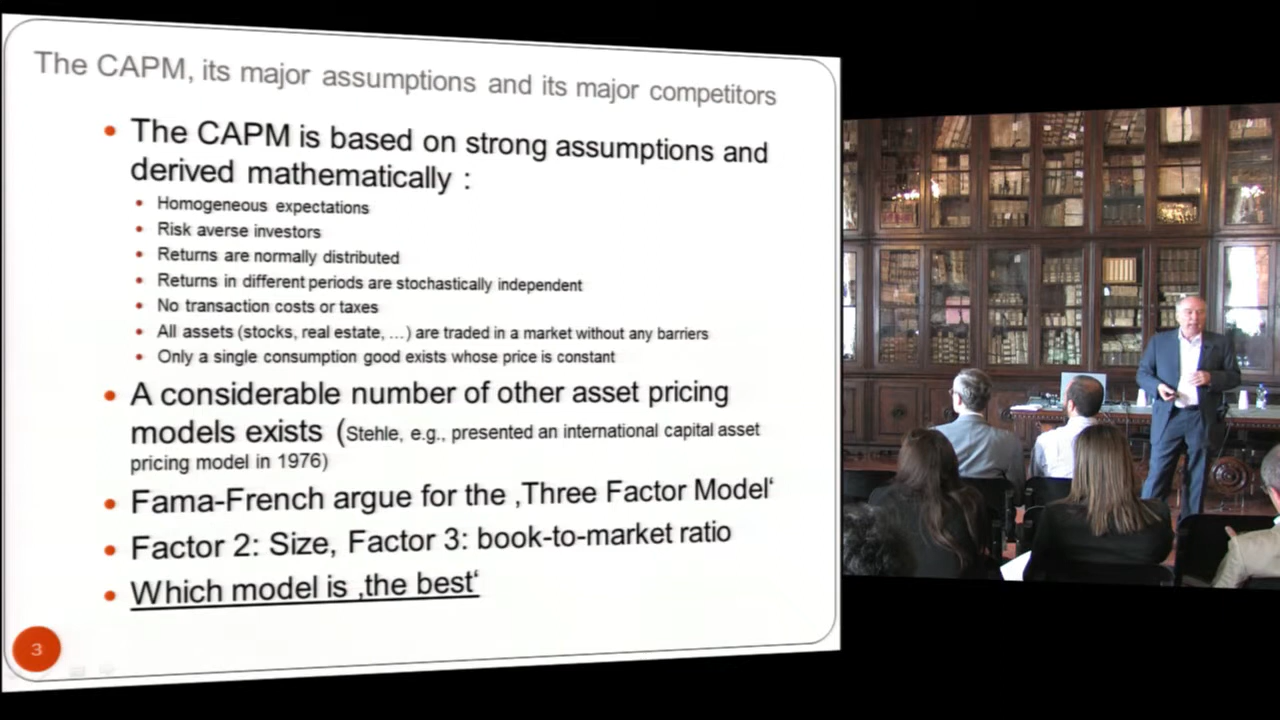 The CAPM, its major assumptions and its major competitors
• The CAPM is based on strong assumptions and
derived mathematically :
• Homogeneous expectations
• Risk averse investors
• Returns are normally distributed
• Returns in different periods are stochastically independent
• No transaction costs or taxes
• All assets (stocks, real estate, ...) are traded in a market without any barriers
• Only a single consumption good exists whose price is constant
• A considerable number of other asset pricing
models exists (Stehle, e.g., presented an international capital asset
pricing model in 1976)
• Fama-French argue for the ‚Three Factor Model‘
• Factor 2: Size, Factor 3: book-to-market ratio
• Which model is ‚the best‘
3